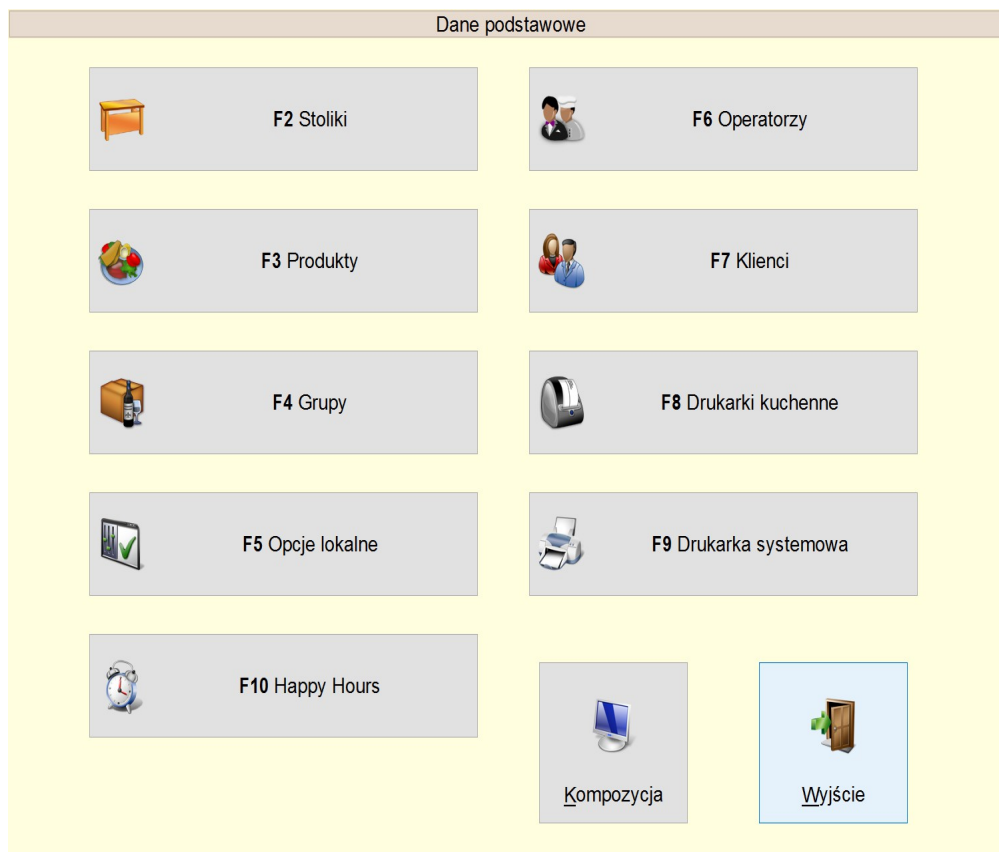 Dane podstawowe
F2 Stoliki
F6 Operatorzy
F3 Produkty
F7 Klienci
F4 Grupy
F8 Drukarki kuchenne
F5 Opcje lokalne
F9 Drukarka systemowa
F10 Happy Hours
Kompozycja
Wyjście